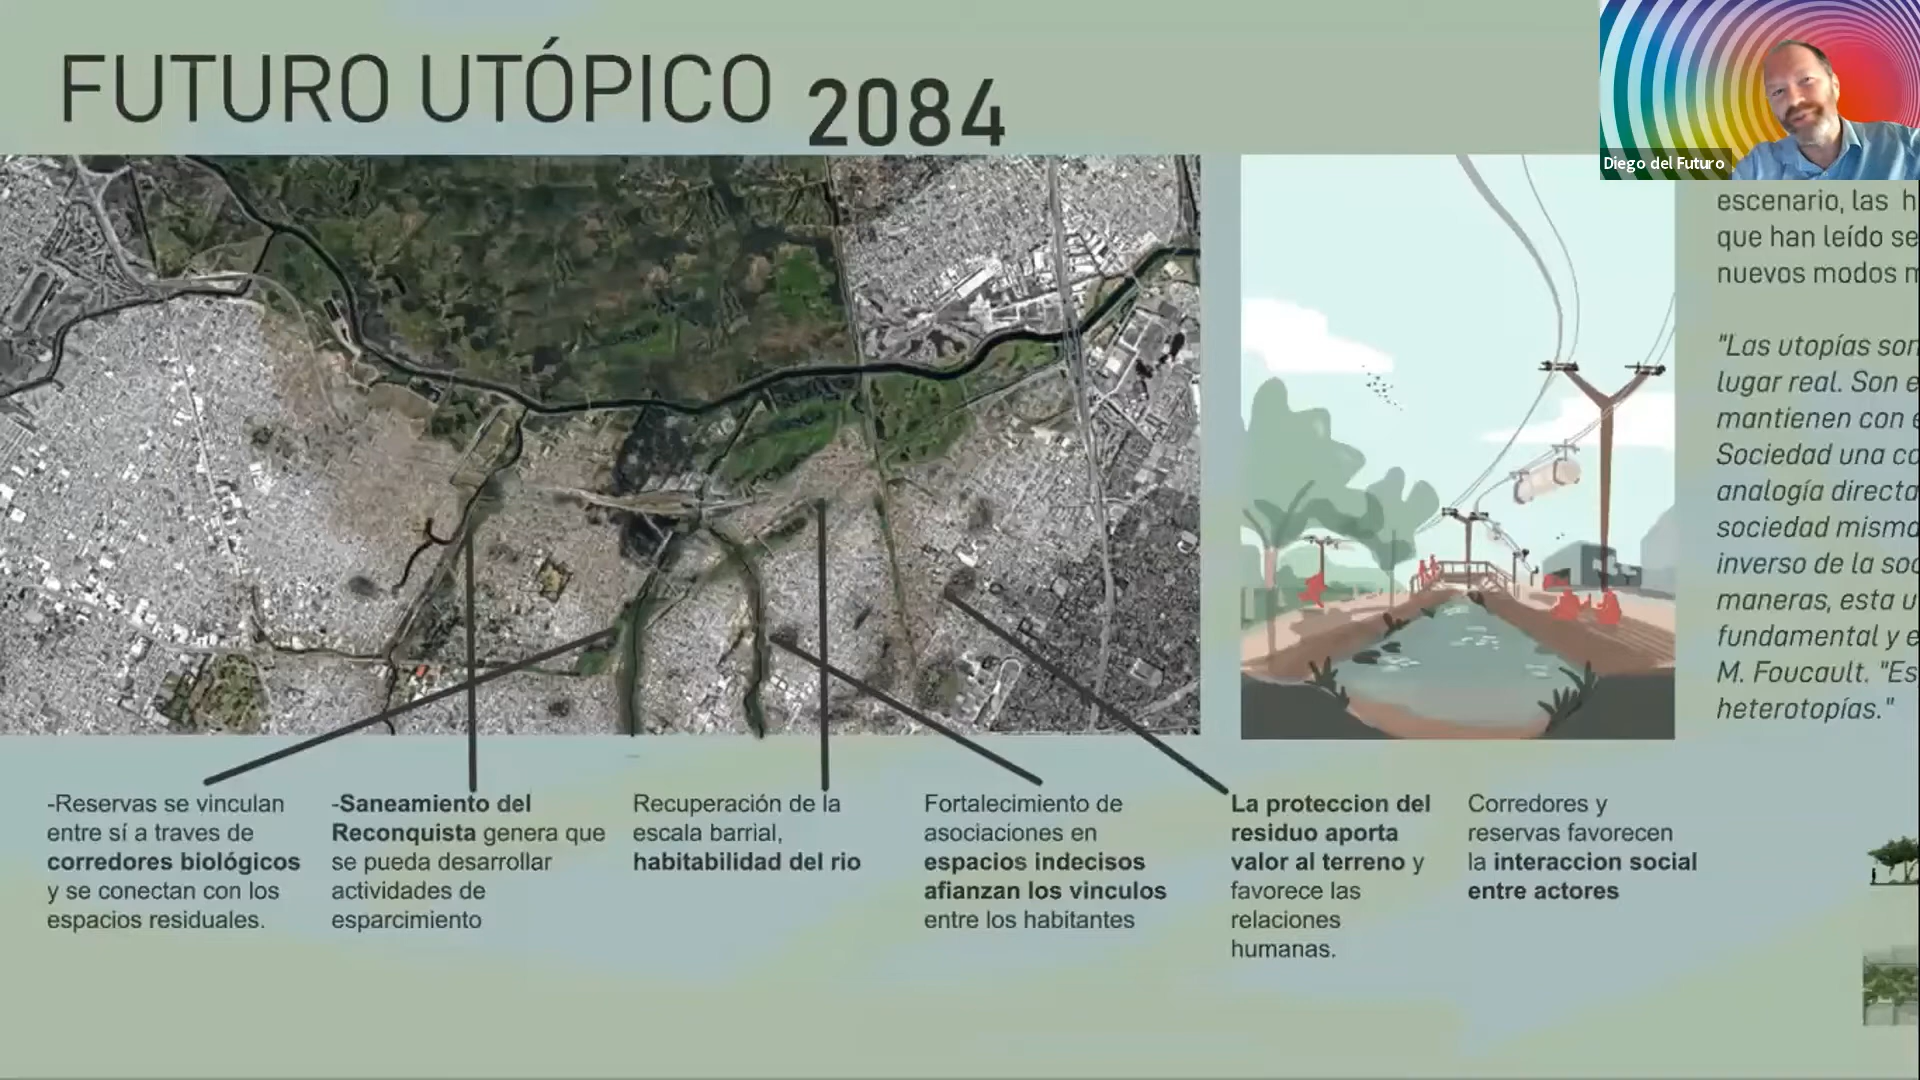 FUTURO UTÓPICO 2084
Diego del Futuro
escenario, las h
que han leído se
nuevos modos m
"Las utopías son
lugar real. Son e
mantienen con e
Sociedad una co
analogía directa
sociedad misma
inverso de la soc
maneras, esta u
fundamental y e
M. Foucault. "Es
heterotopías."
-Reservas se vinculan
entre sí a traves de
corredores biológicos
y se conectan con los
espacios residuales.
-Saneamiento del
Reconquista genera que
se pueda desarrollar
actividades de
esparcimiento
Recuperación de la
escala barrial,
habitabilidad del rio
Fortalecimiento de
asociaciones en
espacios indecisos
afianzan los vinculos
entre los habitantes
La proteccion del
residuo aporta
valor al terreno y
favorece las
relaciones
humanas.
Corredores y
reservas favorecen
la interaccion social
entre actores